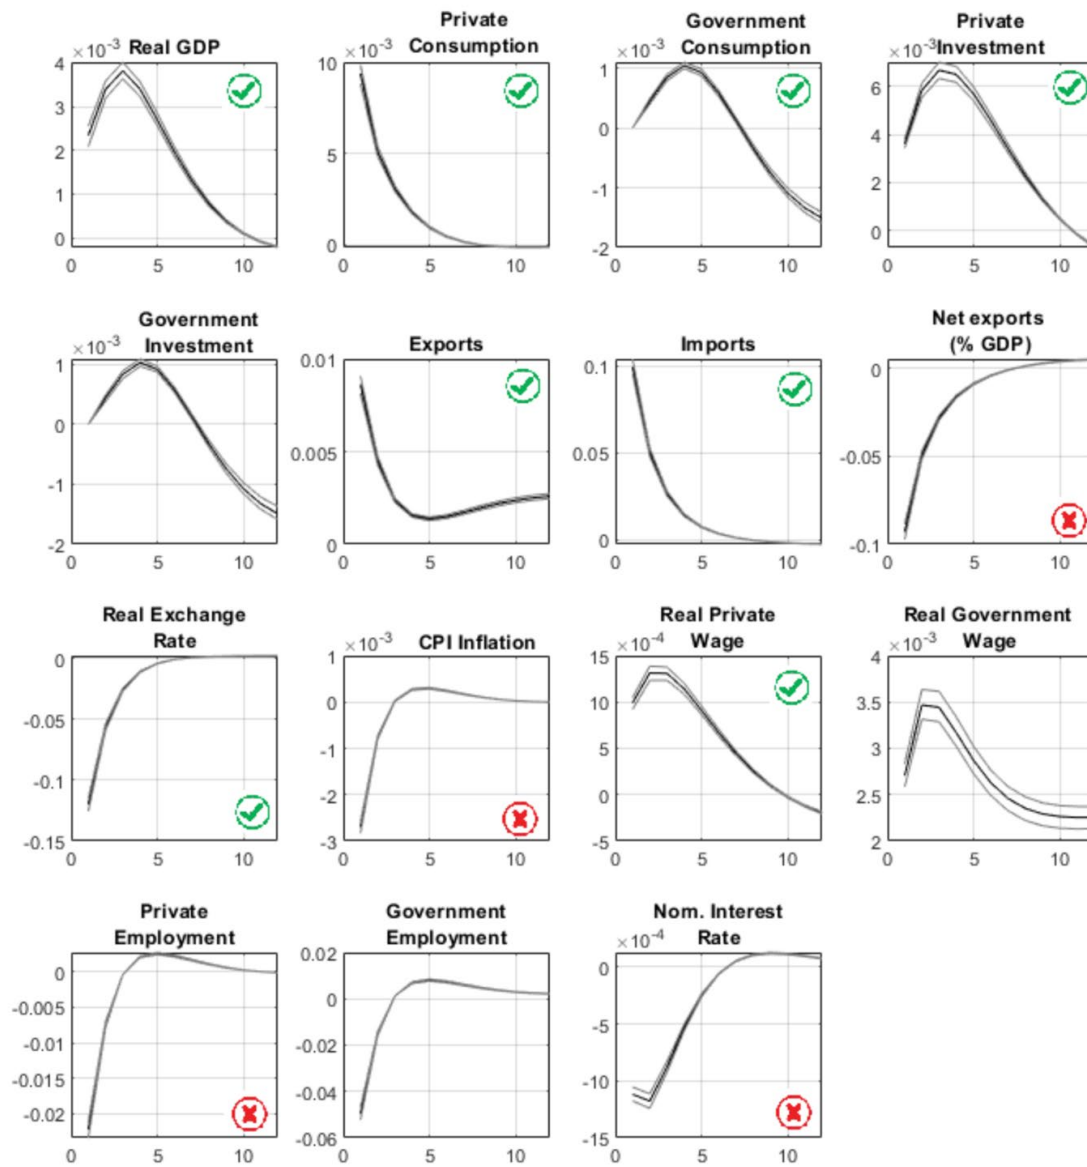 Real GDP
×10-3
4
3
2
1
0
0 5 10
Private
Consumption
×10-3
10
5
0
0 5 10
Government
Consumption
×10-3
1
0
-1
-2
0 5 10
Private
Investment
×10-3
6
4
2
0
0 5 10
Government
Investment
×10-3
1
0
-1
-2
0 5 10
Exports
0.01
0.005
0
0 5 10
Imports
0.1
0.05
0
0 5 10
Net exports
(% GDP)
0
-0.05
-0.1
0 5 10
Real Exchange
Rate
0
-0.05
-0.1
-0.15
0 5 10
CPI Inflation
×10-3
1
0
-1
-2
-3
0 5 10
Real Private
Wage
×10-4
15
10
5
0
-5
0 5 10
Real Government
Wage
×10-3
4
3.5
3
2.5
2
0 5 10
Private
Employment
0
-0.005
-0.01
-0.015
-0.02
0 5 10
Government
Employment
0.02
0
-0.02
-0.04
-0.06
0 5 10
Nom. Interest
Rate
×10-4
0
-5
-10
-15
0 5 10